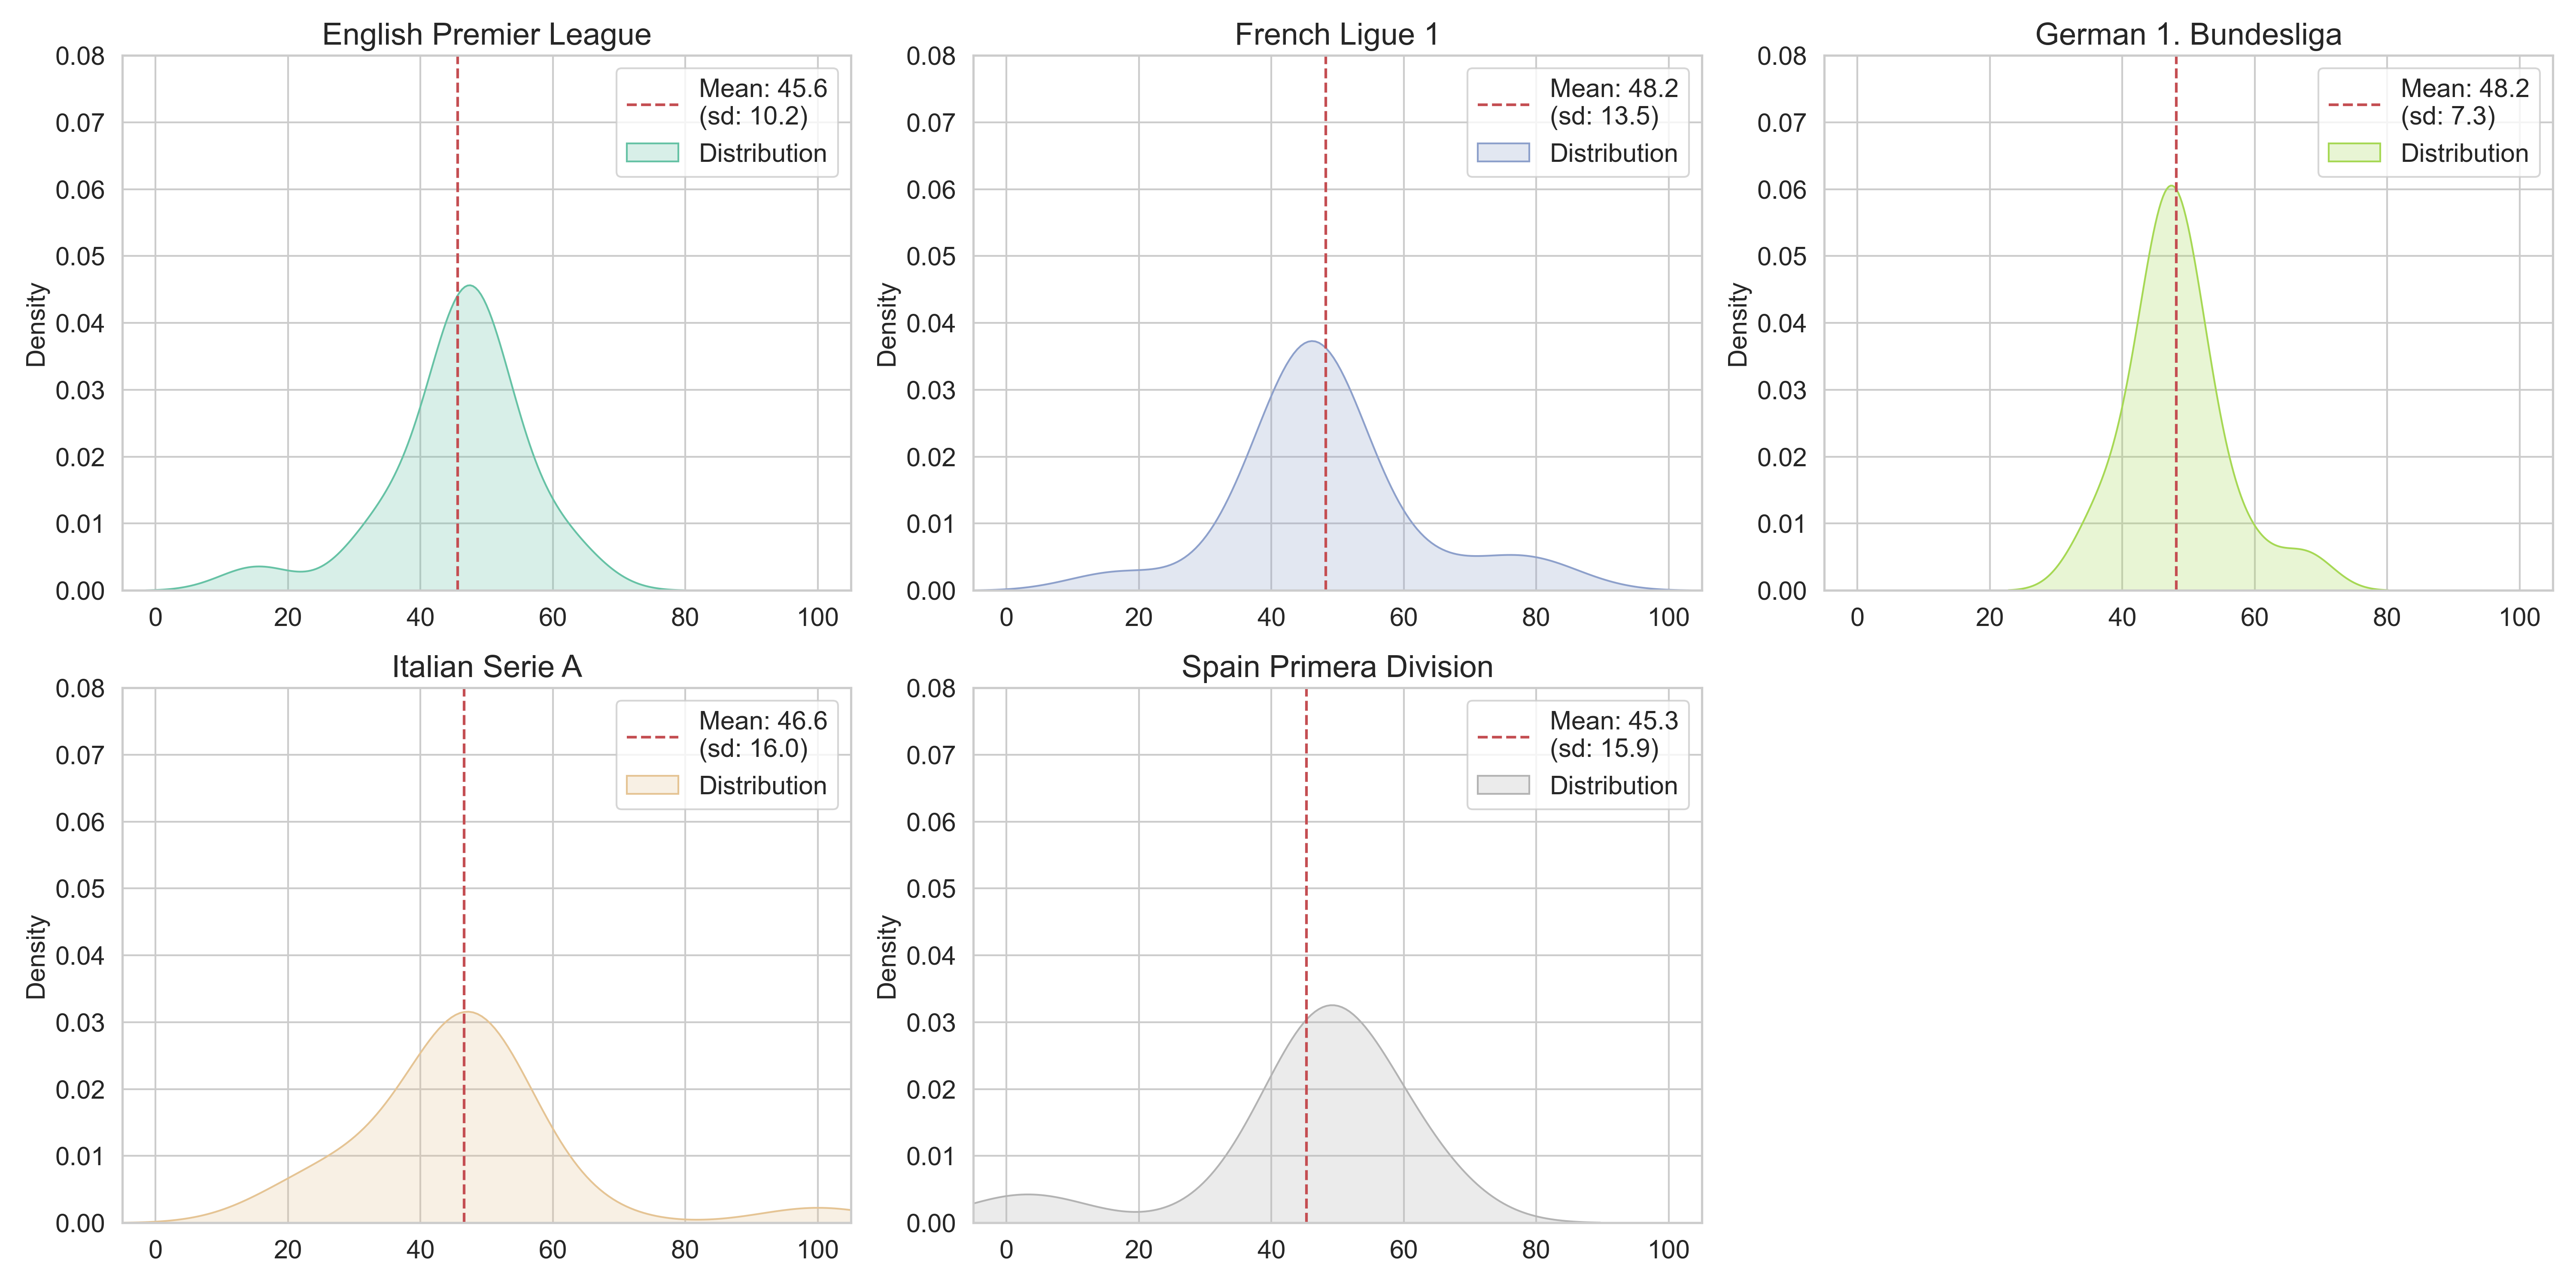 English Premier League
0.08
0.07
0.06
0.05
0.04
0.03
0.02
0.01
0.00
Density
Mean: 45.6
(sd: 10.2)
Distribution
0 20 40 60 80 100
French Ligue 1
0.08
0.07
0.06
0.05
0.04
0.03
0.02
0.01
0.00
Density
Mean: 48.2
(sd: 13.5)
Distribution
0 20 40 60 80 100
German 1. Bundesliga
0.08
0.07
0.06
0.05
0.04
0.03
0.02
0.01
0.00
Density
Mean: 48.2
(sd: 7.3)
Distribution
0 20 40 60 80 100
Italian Serie A
0.08
0.07
0.06
0.05
0.04
0.03
0.02
0.01
0.00
Density
Mean: 46.6
(sd: 16.0)
Distribution
0 20 40 60 80 100
Spain Primera Division
0.08
0.07
0.06
0.05
0.04
0.03
0.02
0.01
0.00
Density
Mean: 45.3
(sd: 15.9)
Distribution
0 20 40 60 80 100